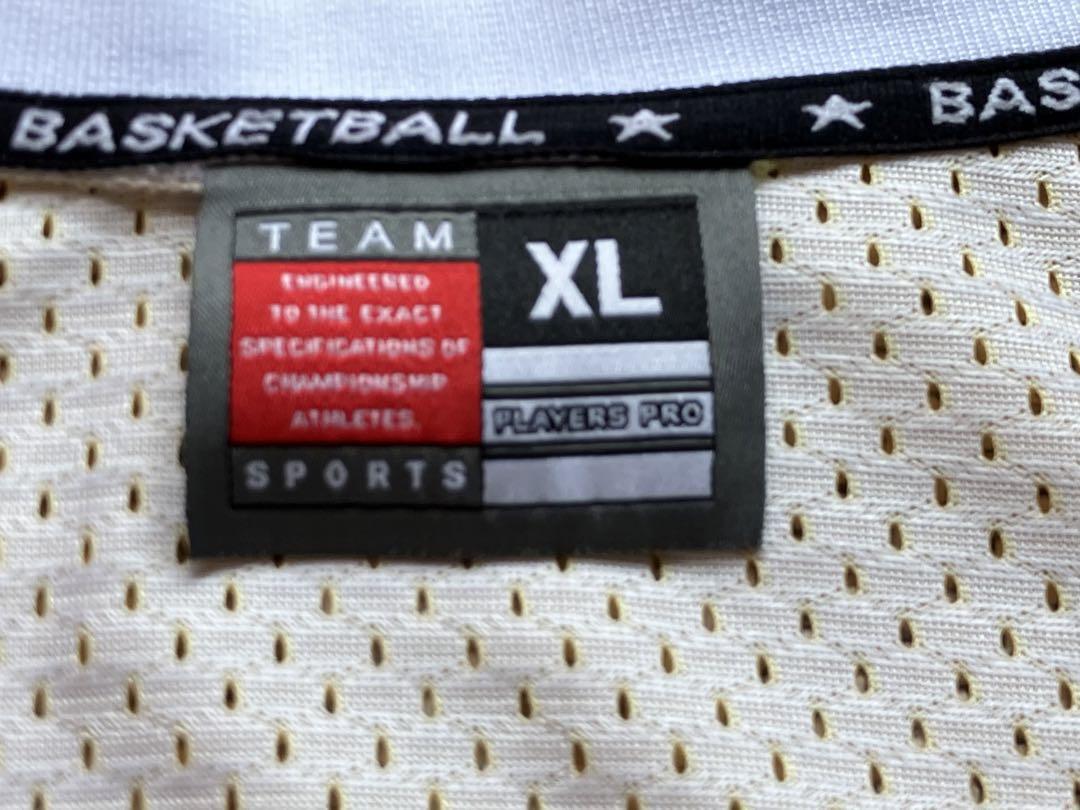 BASKETBALL ★ ★ BAS
TEAM
ENGINEERED
TO THE EXACT
SPECIFICATIONS OF
CHAMPIONSHIP
ATHLETES.
SPORTS
XL
PLAYERS PRO